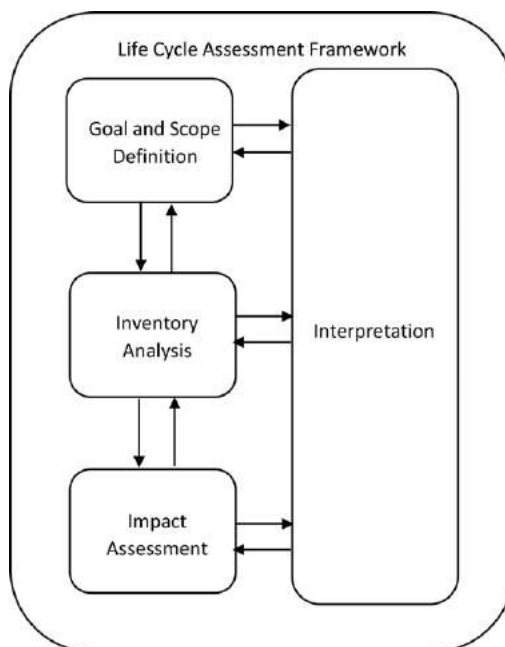 Life Cycle Assessment Framework
Goal and Scope
Definition
Inventory
Analysis
Interpretation
Impact
Assessment